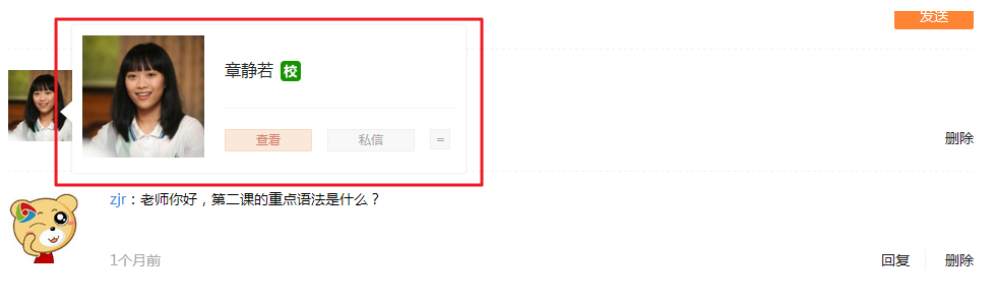 发送
章静若 校
查看 私信 =
删除
zjr：老师你好，第二课的重点语法是什么？
1个月前 回复 删除